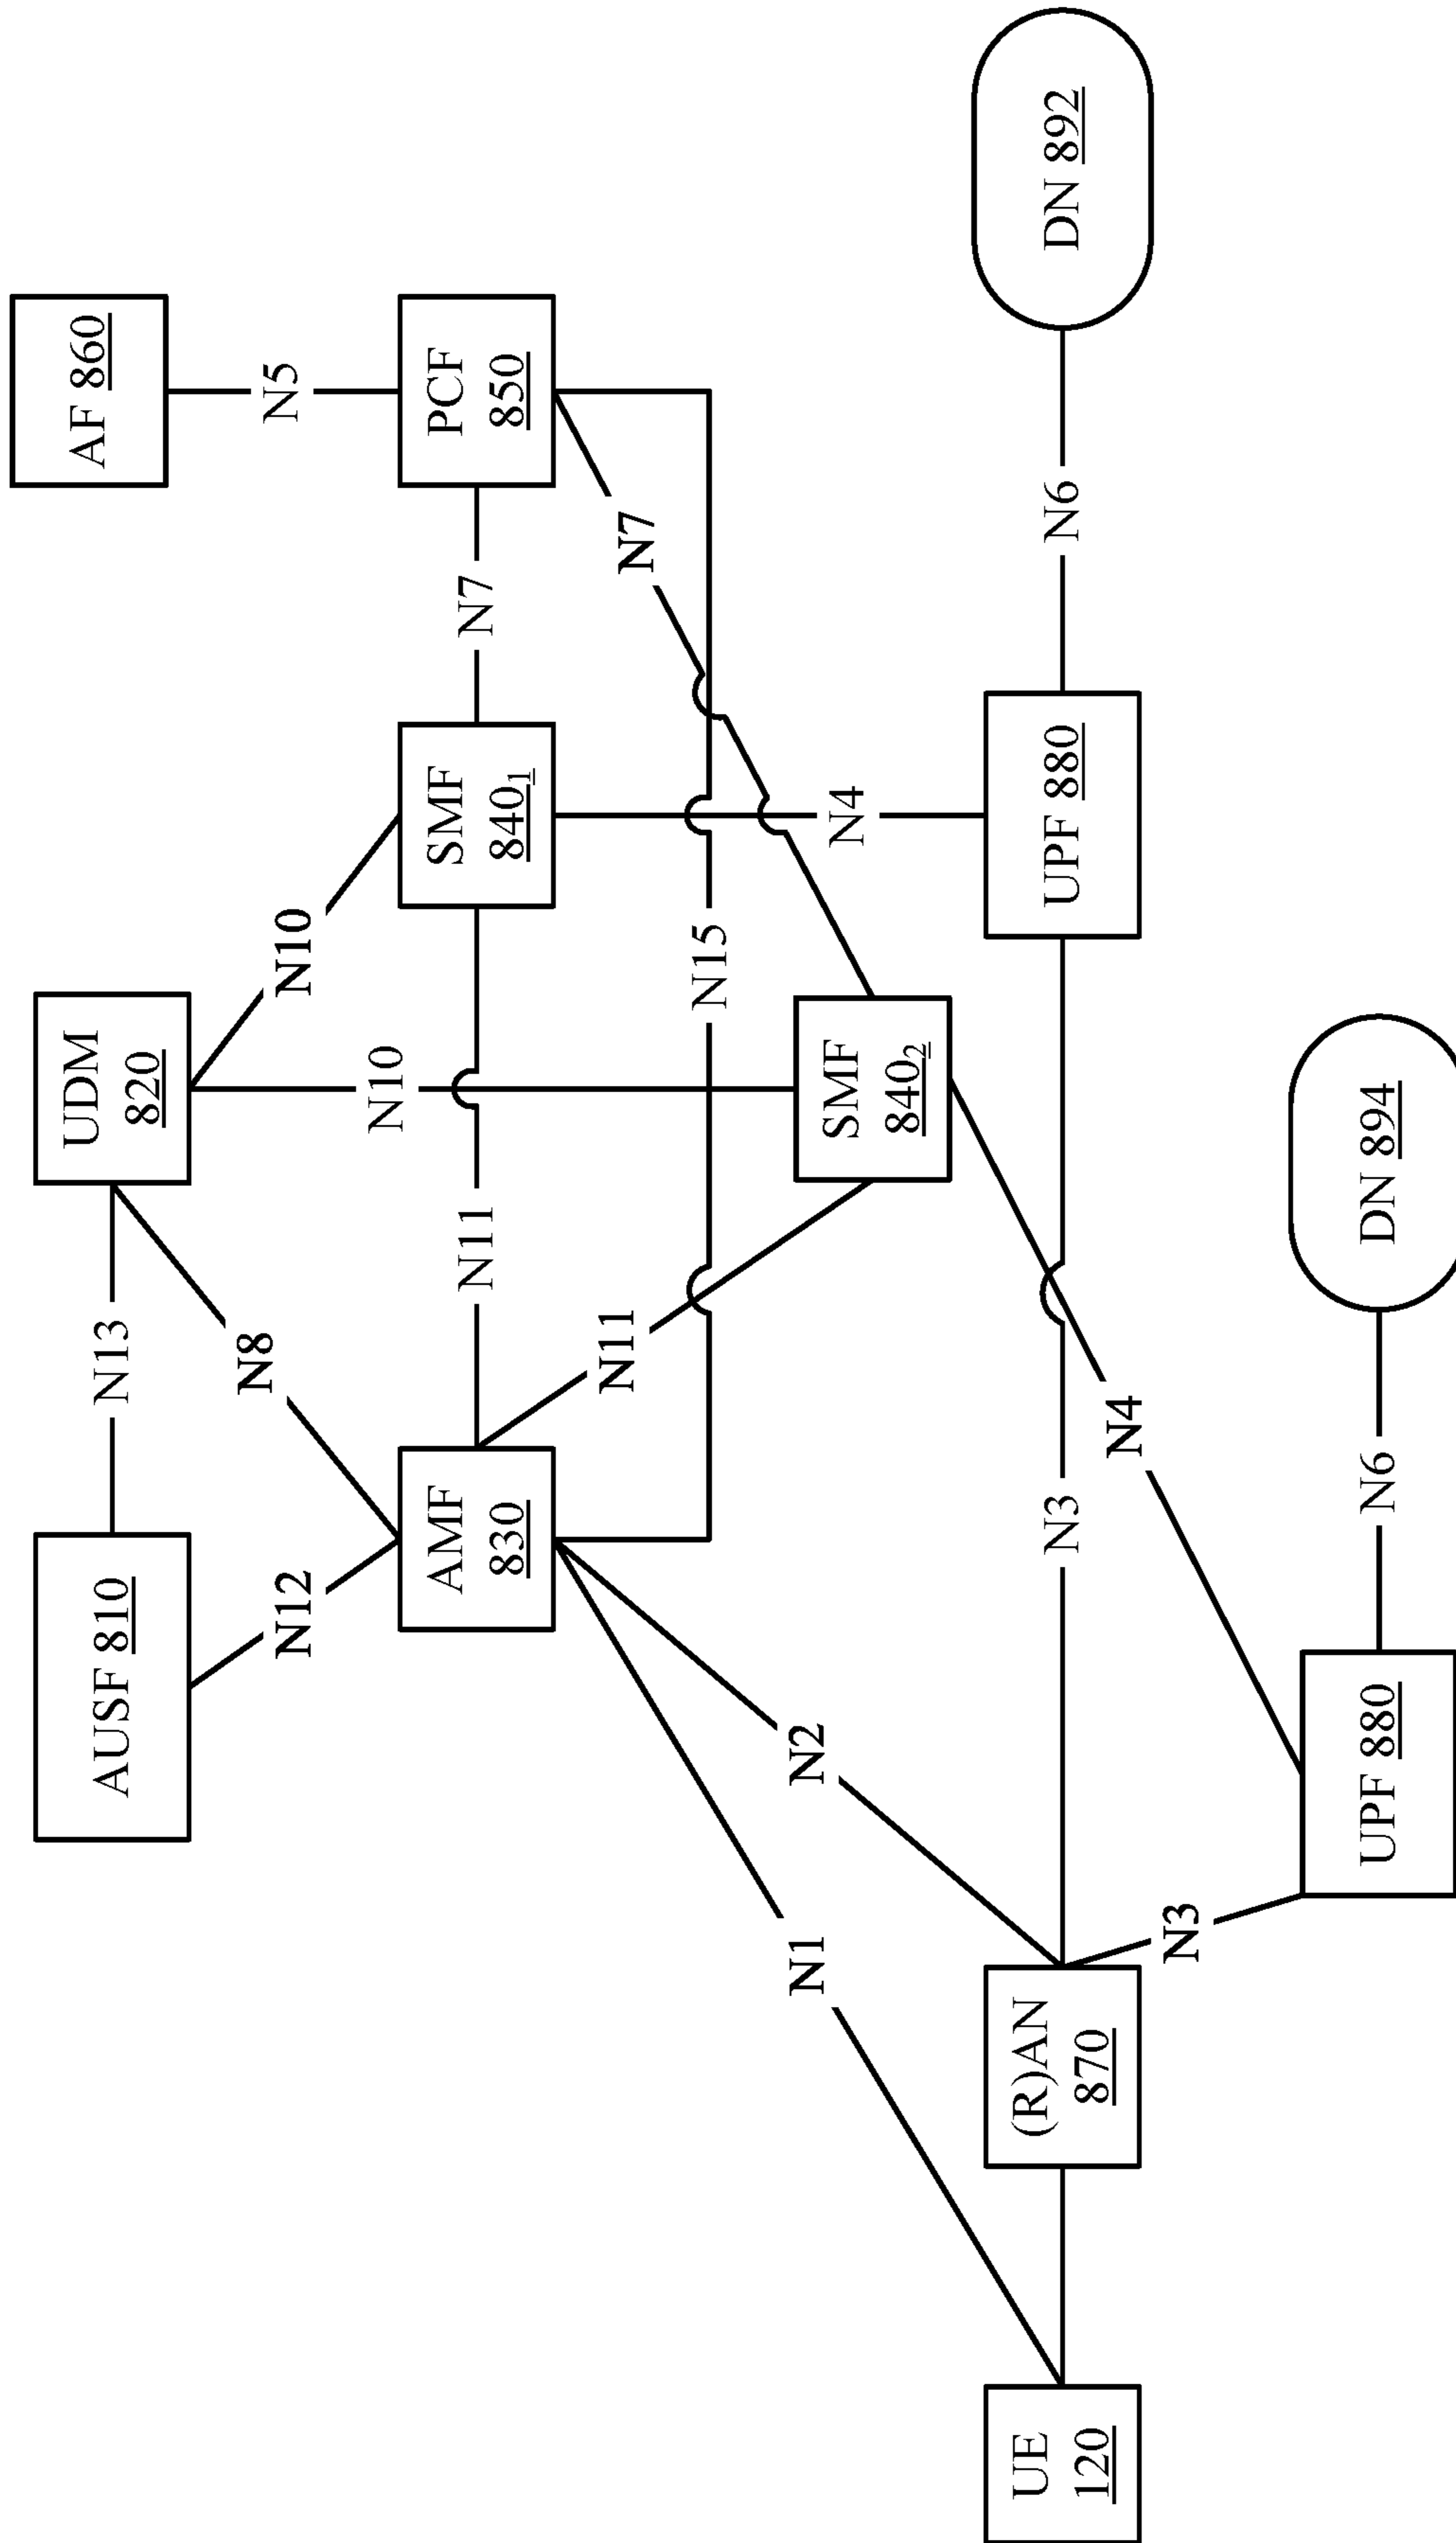 AUSF 810
N13
UDM
820
AF 860
N12
N8
N10
N5
N10
AMF
830
N11
SMF
840₁
N7
PCF
850
N11
N7
N15
N1
N2
SMF
840₂
N4
UE
120
(R)AN
870
N3
UPF 880
N6
DN 892
N4
N3
UPF 880
N6
DN 894